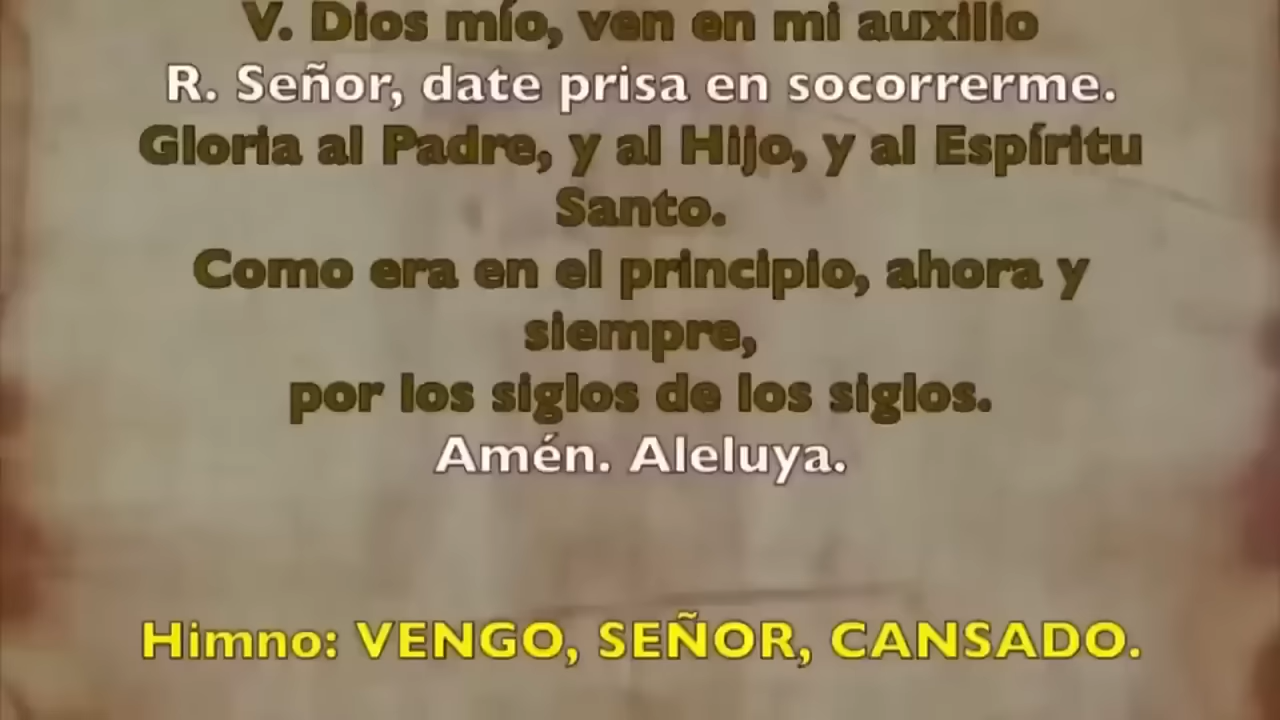 V. Dios mío, ven en mi auxilio
R. Señor, date prisa en socorrerme.
Gloria al Padre, y al Hijo, y al Espíritu
Santo.
Como era en el principio, ahora y
siempre,
por los siglos de los siglos.
Amén. Aleluya.
Himno: VENGO, SEÑOR, CANSADO.